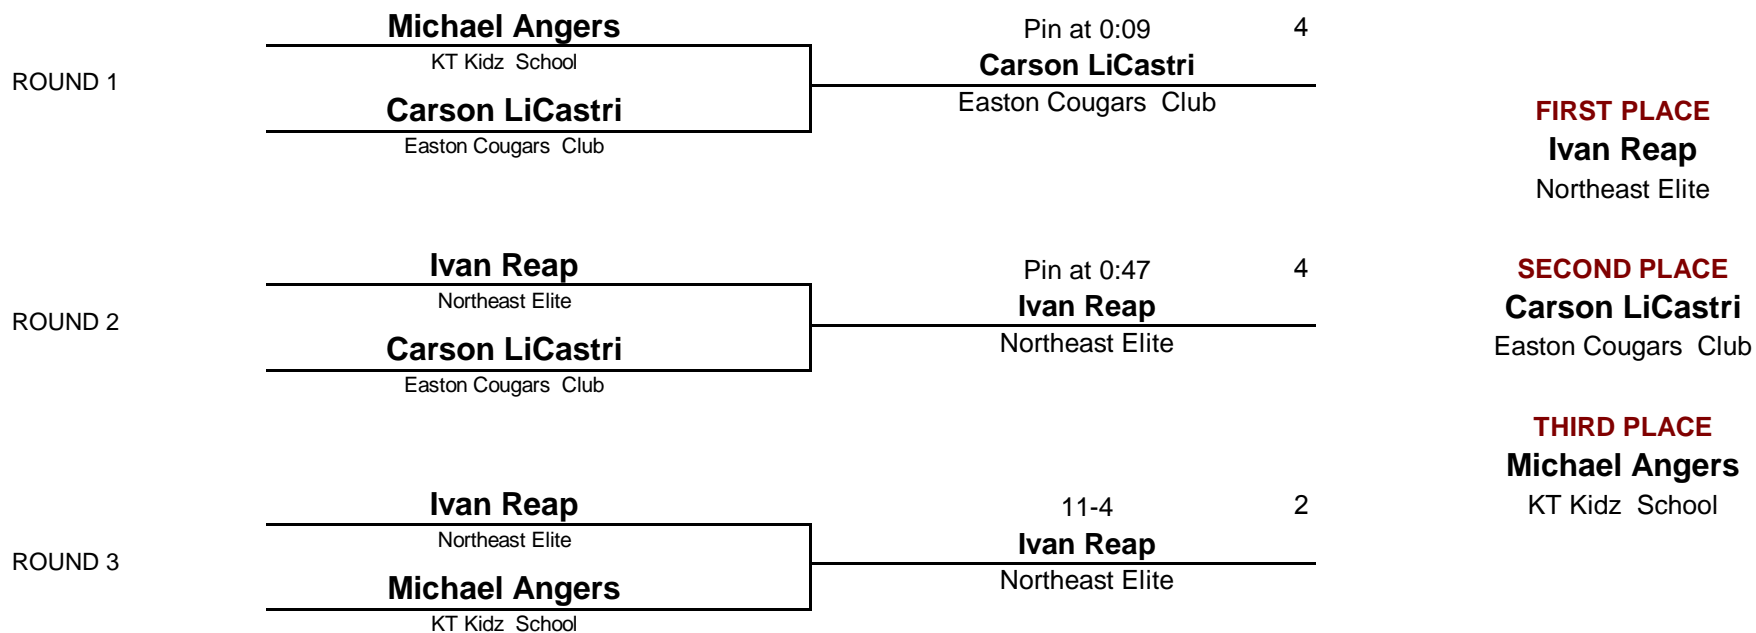 ROUND 1
Michael Angers
KT Kidz  School
Carson LiCastri
Easton Cougars  Club
Pin at 0:09 4
Carson LiCastri
Easton Cougars  Club
ROUND 2
Ivan Reap
Northeast Elite
Carson LiCastri
Easton Cougars  Club
Pin at 0:47 4
Ivan Reap
Northeast Elite
ROUND 3
Ivan Reap
Northeast Elite
Michael Angers
KT Kidz  School
11-4 2
Ivan Reap
Northeast Elite
FIRST PLACE
Ivan Reap
Northeast Elite
SECOND PLACE
Carson LiCastri
Easton Cougars  Club
THIRD PLACE
Michael Angers
KT Kidz  School